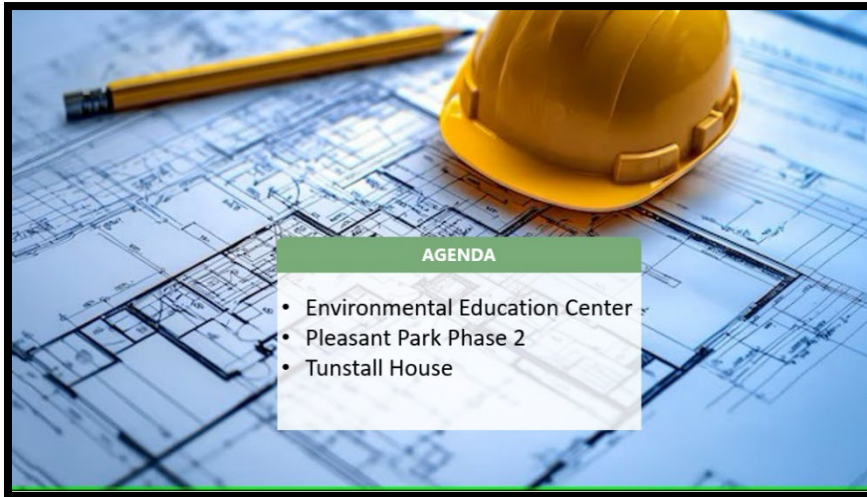 AGENDA
• Environmental Education Center
• Pleasant Park Phase 2
• Tunstall House